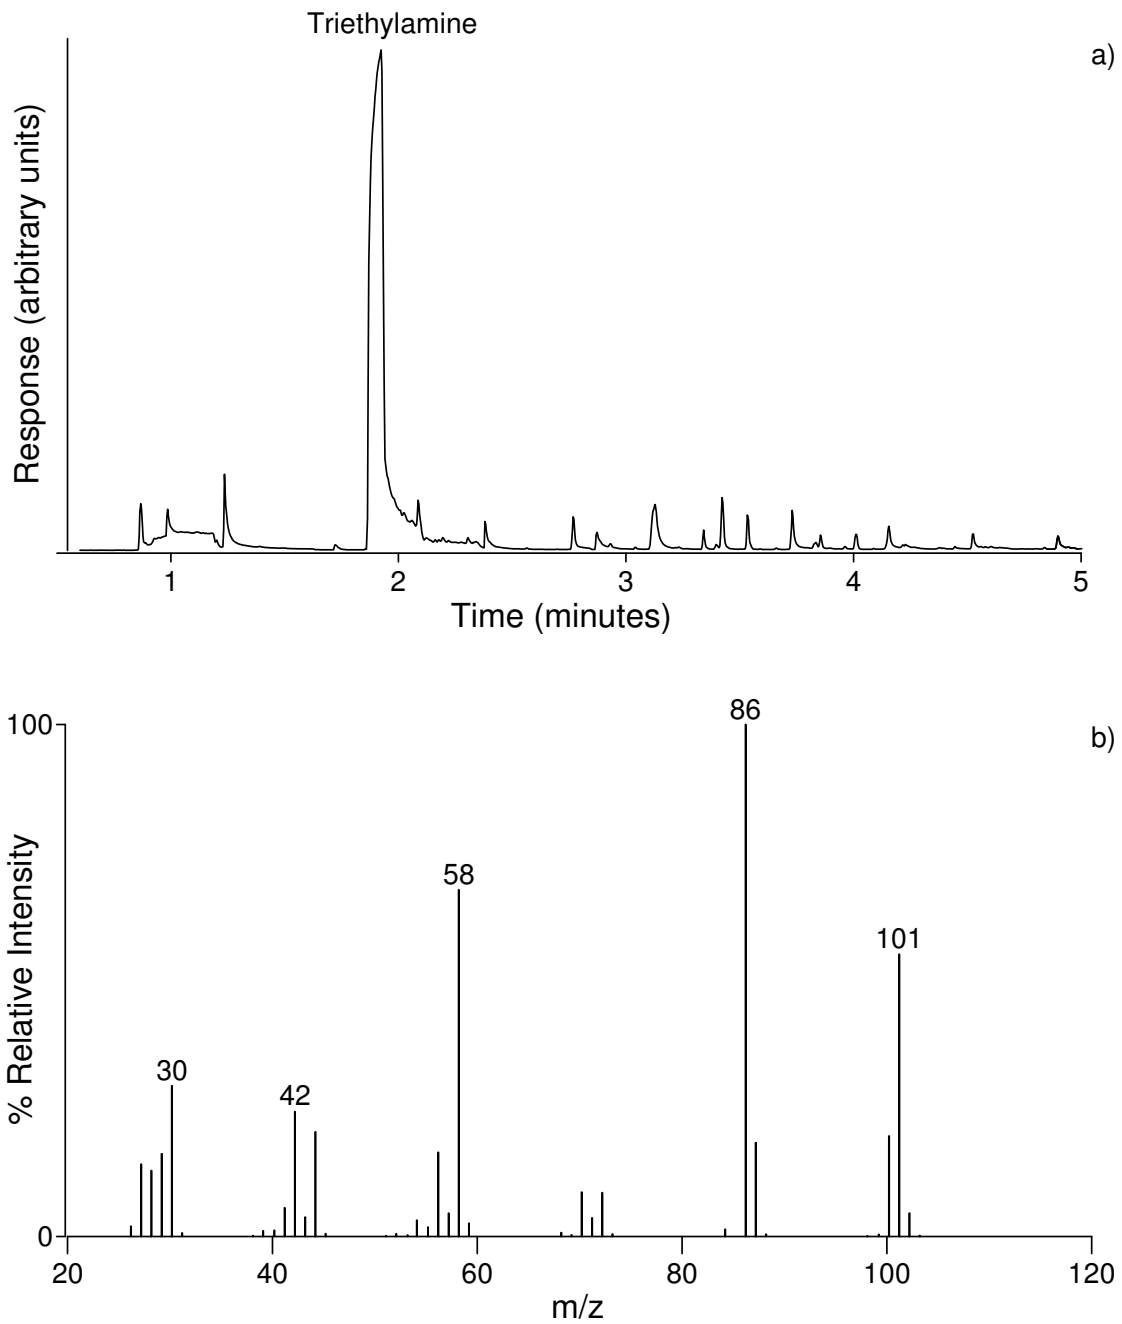 Triethylamine
a)
Response (arbitrary units)
1 2 3 4 5
Time (minutes)
b)
100
86
58
101
30
42
% Relative Intensity
0
20 40 60 80 100 120
m/z